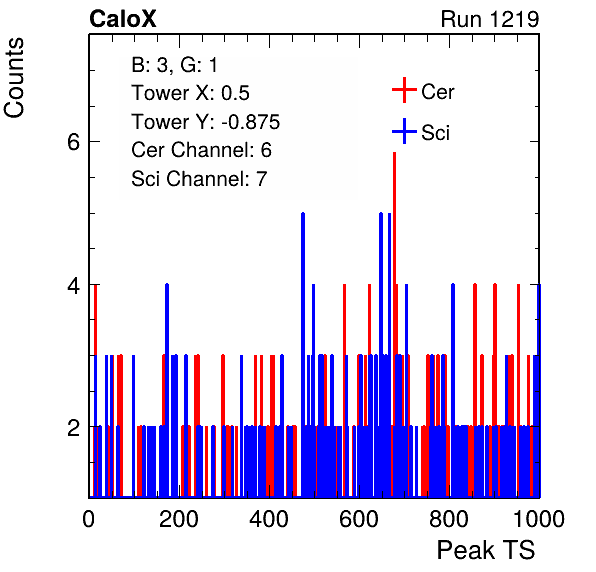 CaloX Run 1219
Counts
B: 3, G: 1
Tower X: 0.5
Tower Y: -0.875
Cer Channel: 6
Sci Channel: 7
Cer
Sci
6
4
2
0 200 400 600 800 1000
Peak TS